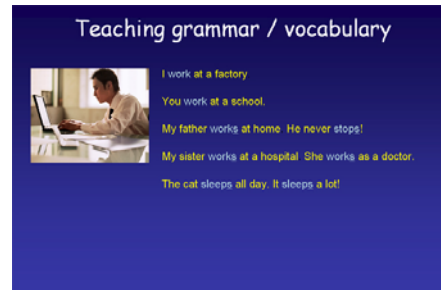 Teaching grammar / vocabulary
I work at a factory
You work at a school.
My father works at home  He never stops!
My sister works at a hospital  She works as a doctor.
The cat sleeps all day. It sleeps a lot!